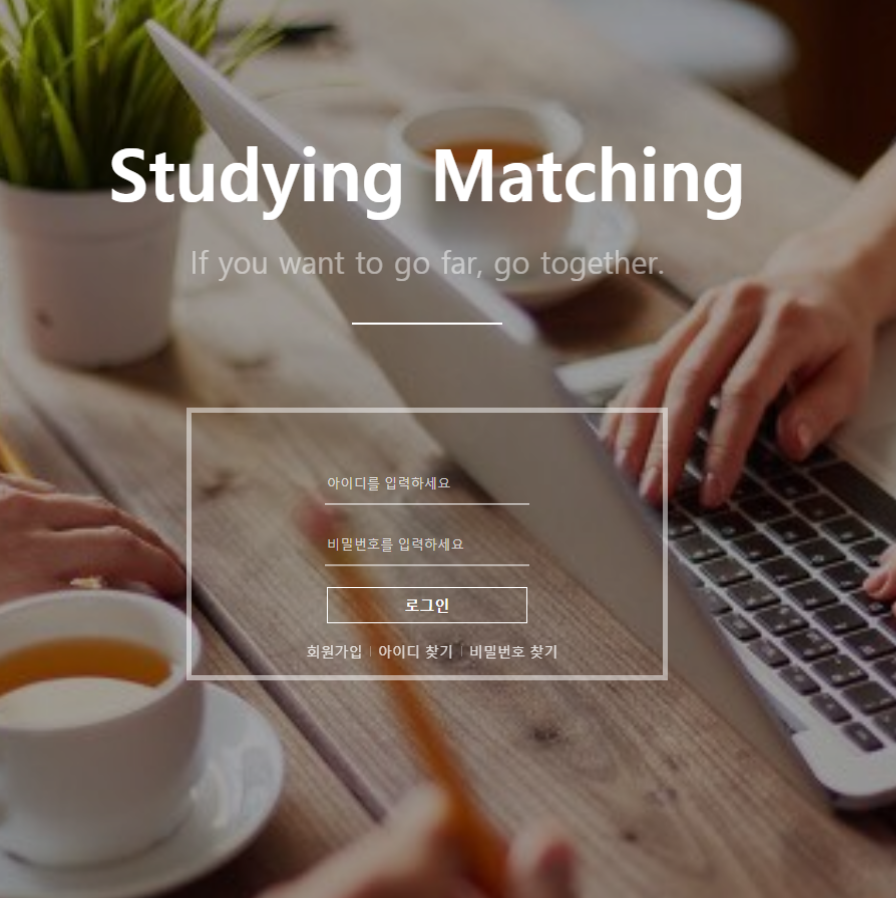 Studying Matching
If you want to go far, go together.
아이디를 입력하세요
비밀번호를 입력하세요
로그인
회원가입 | 아이디 찾기 | 비밀번호 찾기